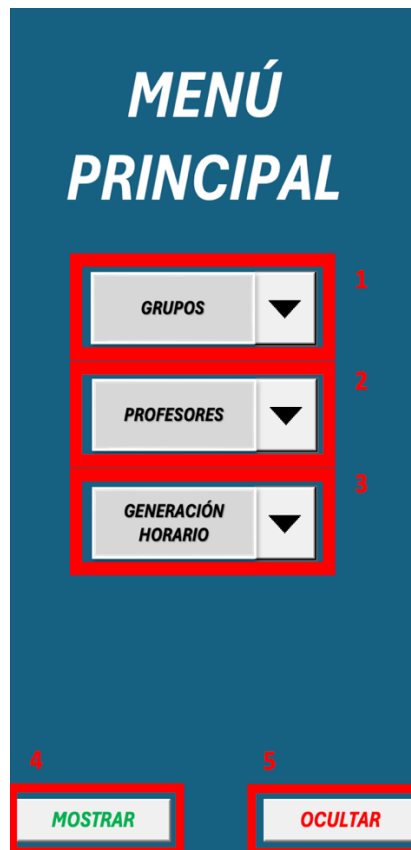 MENÚ
PRINCIPAL
1
GRUPOS
2
PROFESORES
3
GENERACIÓN
HORARIO
4
5
MOSTRAR
OCULTAR